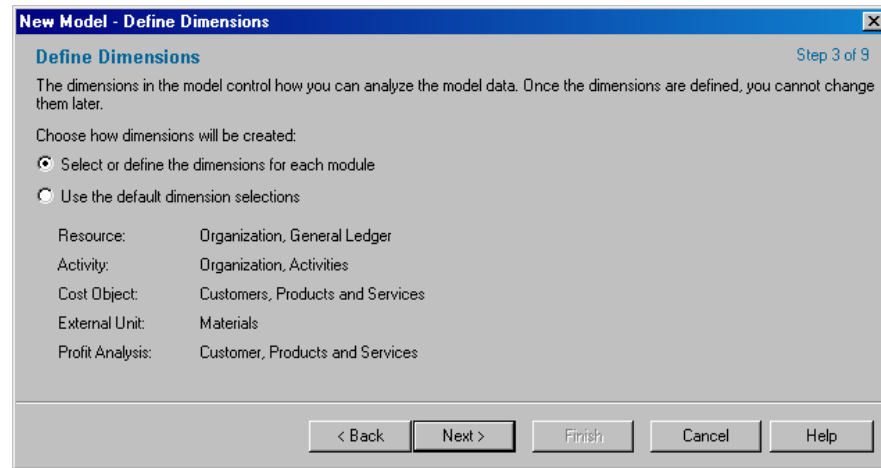 New Model - Define Dimensions
Define Dimensions
Step 3 of 9
The dimensions in the model control how you can analyze the model data. Once the dimensions are defined, you cannot change
them later.
Choose how dimensions will be created:
Select or define the dimensions for each module
Use the default dimension selections
Resource: Organization, General Ledger
Activity: Organization, Activities
Cost Object: Customers, Products and Services
External Unit: Materials
Profit Analysis: Customer, Products and Services
< Back Next > Finish Cancel Help